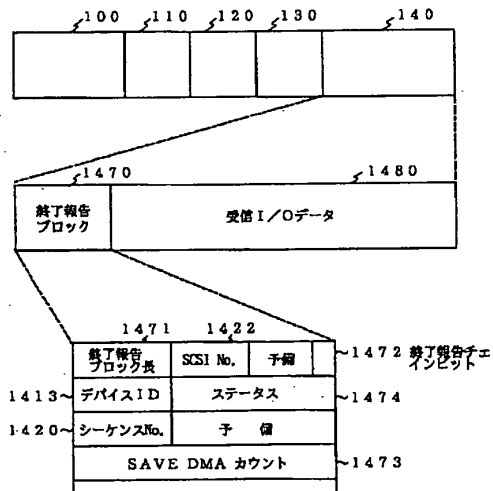 100 110 120 130 140
1470 1480
終了報告
ブロック
受信I/Oデータ
1471 1422
終了報告
ブロック長
SCSI No.
予備
1472 終了報告チェ
インビット
1413
デバイスID
ステータス
1474
1420
シーケンスNo.
予備
SAVE DMA カウント
1473